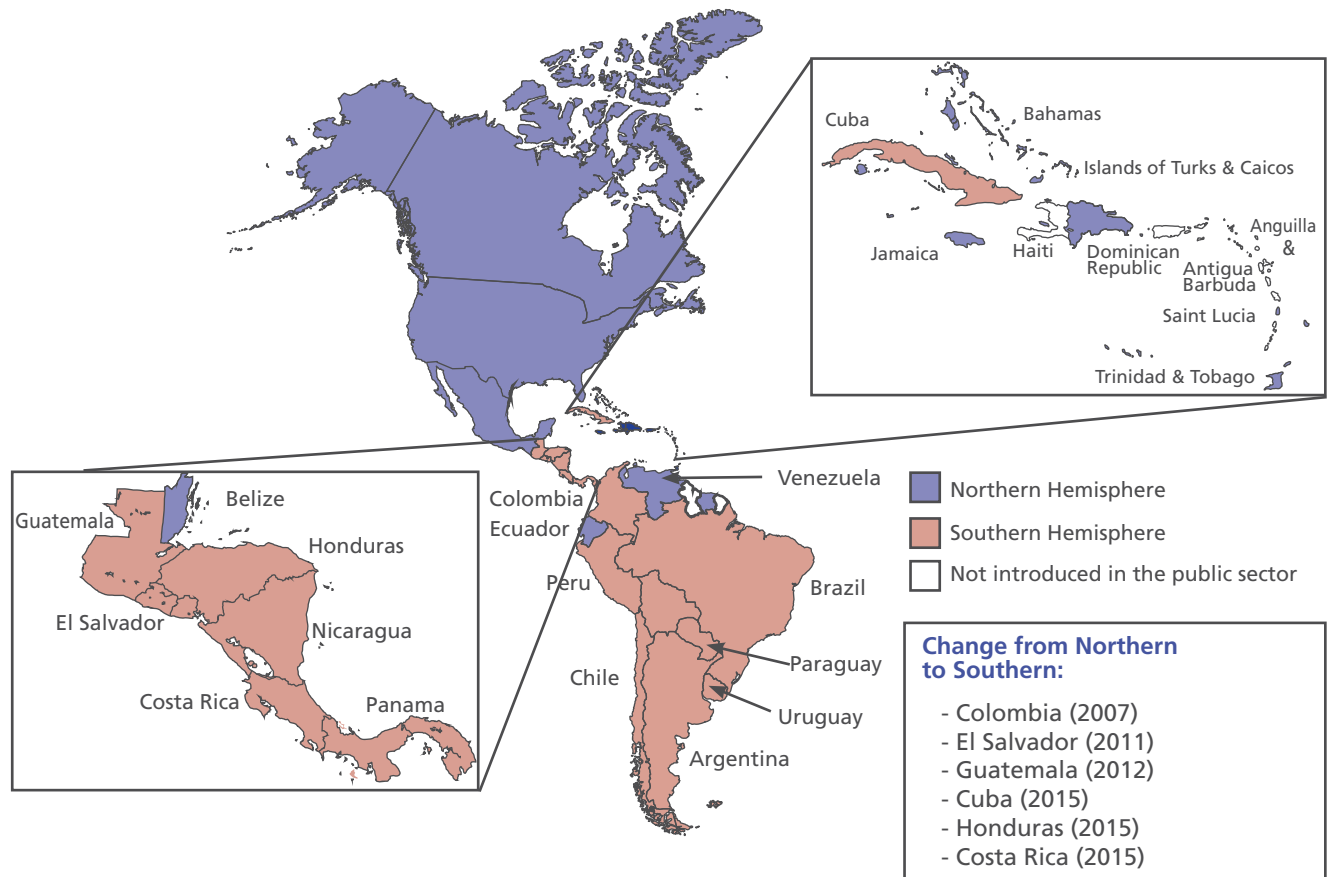 Cuba
Bahamas
Islands of Turks & Caicos
Jamaica
Haiti
Dominican
Republic
Anguilla
&
Antigua
Barbuda
Saint Lucia
Trinidad & Tobago
Guatemala
Belize
Honduras
El Salvador
Nicaragua
Costa Rica
Panama
Colombia
Ecuador
Venezuela
Peru
Brazil
Paraguay
Chile
Uruguay
Argentina
Northern Hemisphere
Southern Hemisphere
Not introduced in the public sector
Change from Northern
to Southern:
- Colombia (2007)
- El Salvador (2011)
- Guatemala (2012)
- Cuba (2015)
- Honduras (2015)
- Costa Rica (2015)